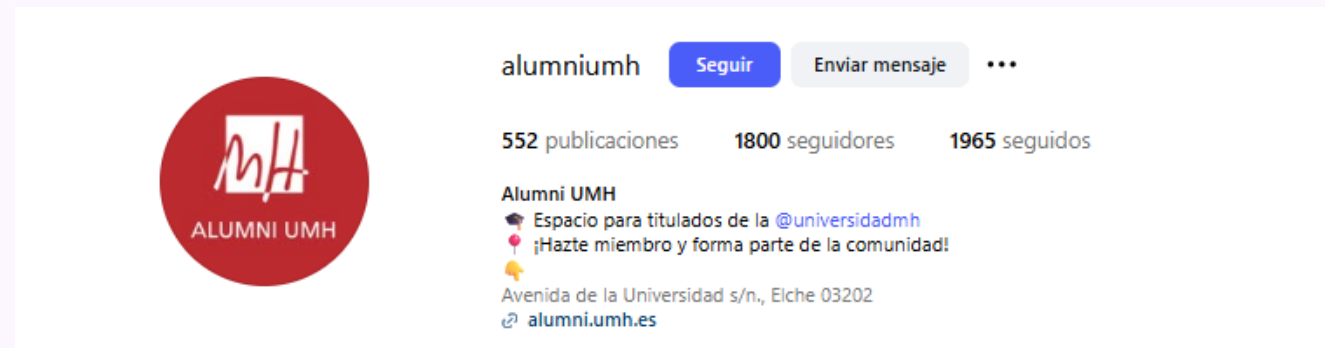 MH
ALUMNI UMH
alumniumh Seguir Enviar mensaje
552 publicaciones 1800 seguidores 1965 seguidos
Alumni UMH
🎓 Espacio para titulados de la @universidadmh
📍 ¡Hazte miembro y forma parte de la comunidad!
👇
Avenida de la Universidad s/n., Elche 03202
alumni.umh.es